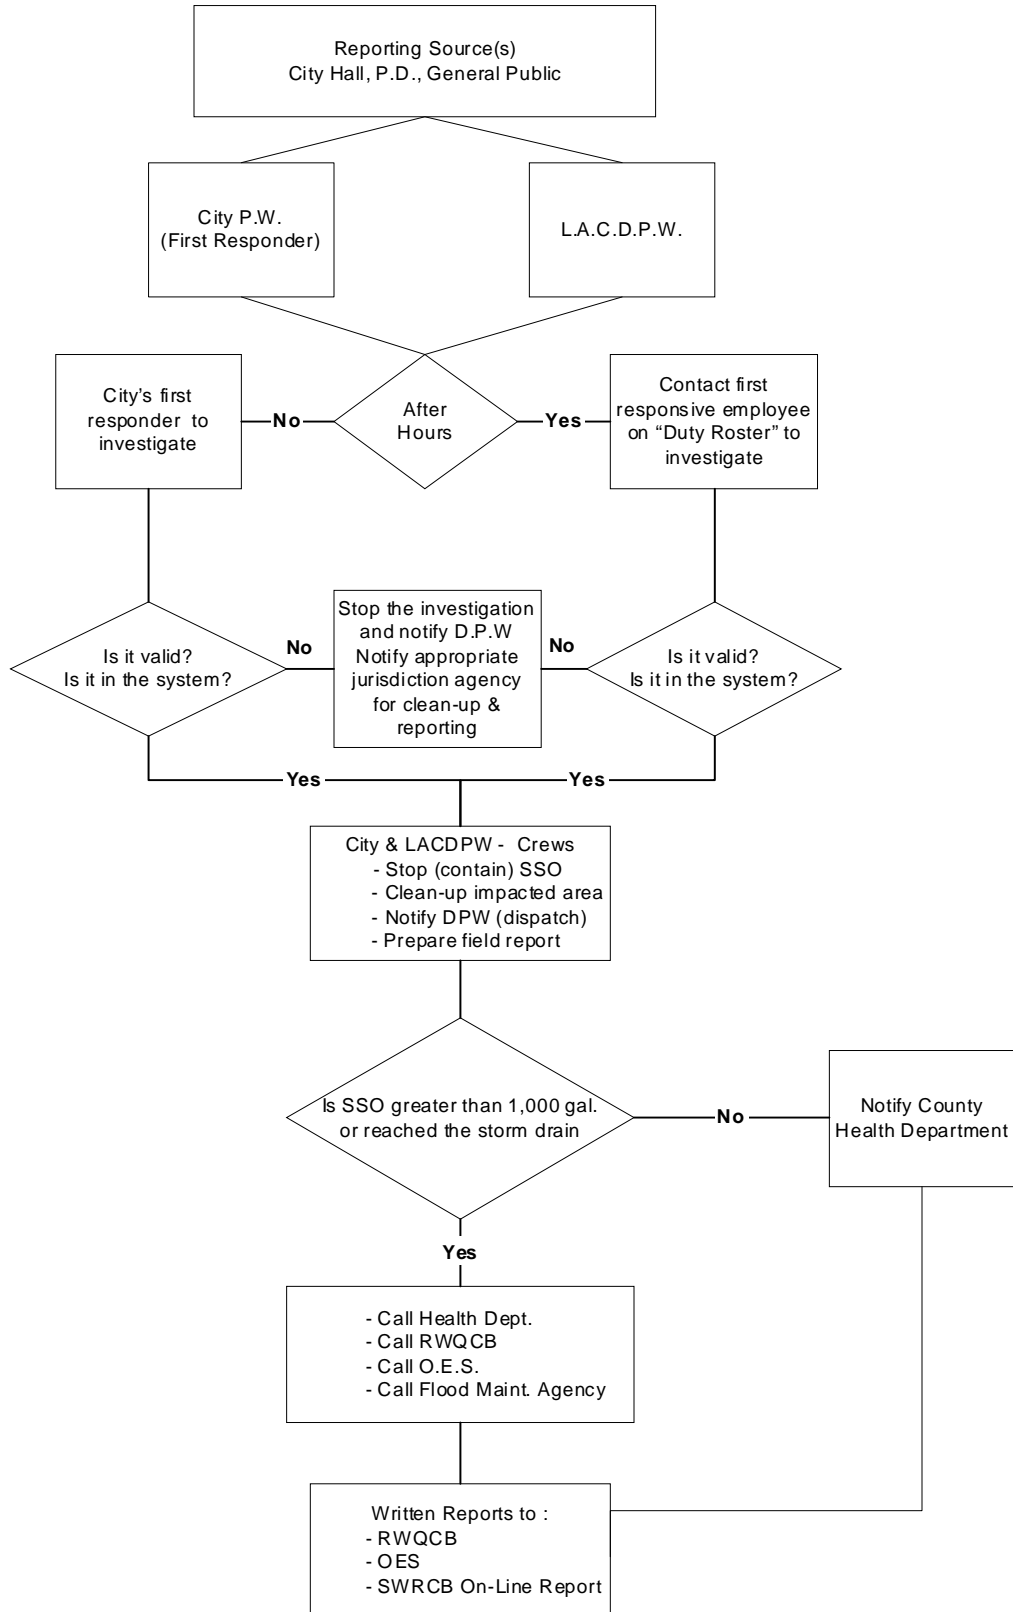 Reporting Source(s)
City Hall, P.D., General Public
City P.W.
(First Responder)
L.A.C.D.P.W.
City's first
responder to
investigate
No
After
Hours
Yes
Contact first
responsive employee
on “Duty Roster” to
investigate
Is it valid?
Is it in the system?
No
Stop the investigation
and notify D.P.W
Notify appropriate
jurisdiction agency
for clean-up &
reporting
No
Is it valid?
Is it in the system?
Yes
Yes
City & LACDPW - Crews
- Stop (contain) SSO
- Clean-up impacted area
- Notify DPW (dispatch)
- Prepare field report
Is SSO greater than 1,000 gal.
or reached the storm drain
No
Notify County
Health Department
Yes
- Call Health Dept.
- Call RWQCB
- Call O.E.S.
- Call Flood Maint. Agency
Written Reports to :
- RWQCB
- OES
- SWRCB On-Line Report